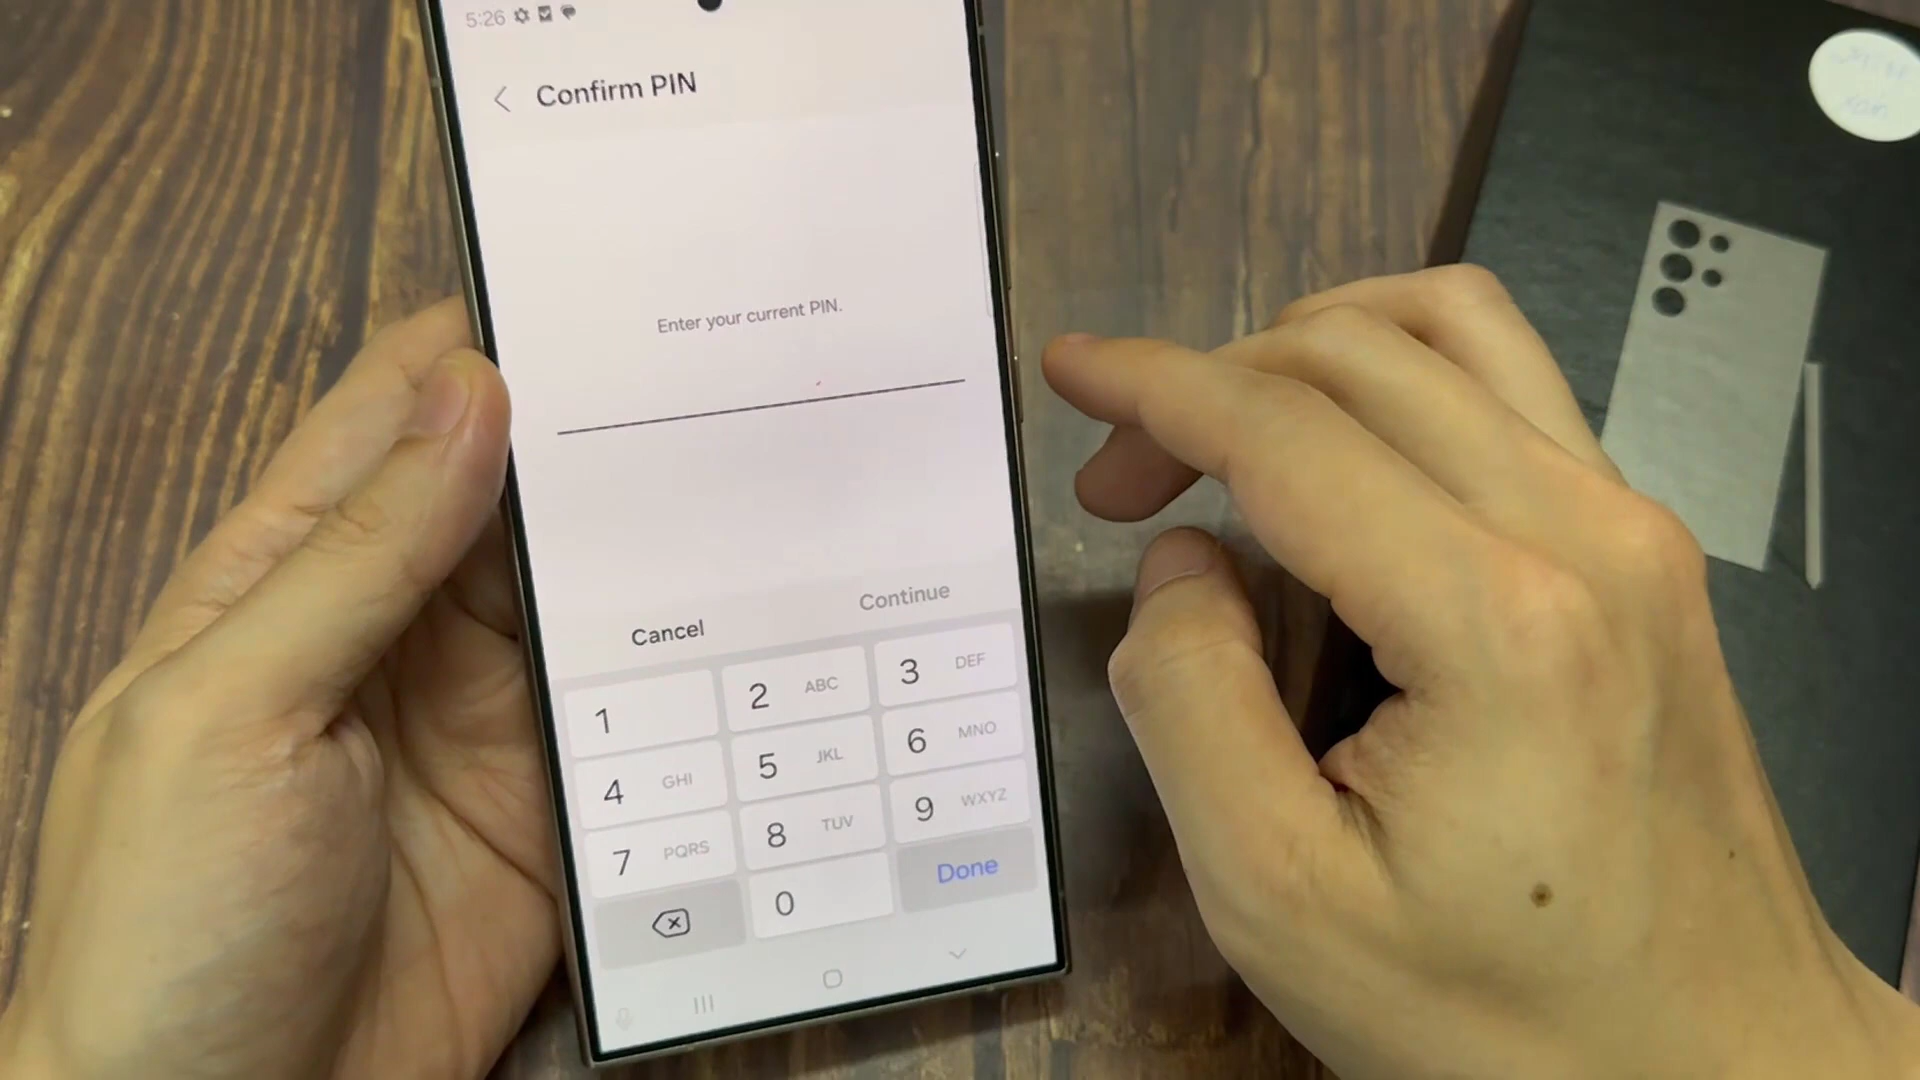 5:26
Confirm PIN
Enter your current PIN.
Cancel Continue
1 2 ABC 3 DEF
4 GHI 5 JKL 6 MNO
7 PQRS 8 TUV 9 WXYZ
0 Done